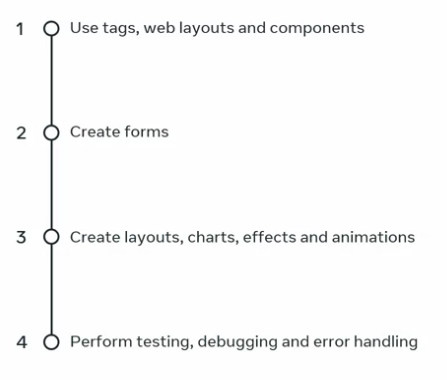 1 Use tags, web layouts and components
2 Create forms
3 Create layouts, charts, effects and animations
4 Perform testing, debugging and error handling